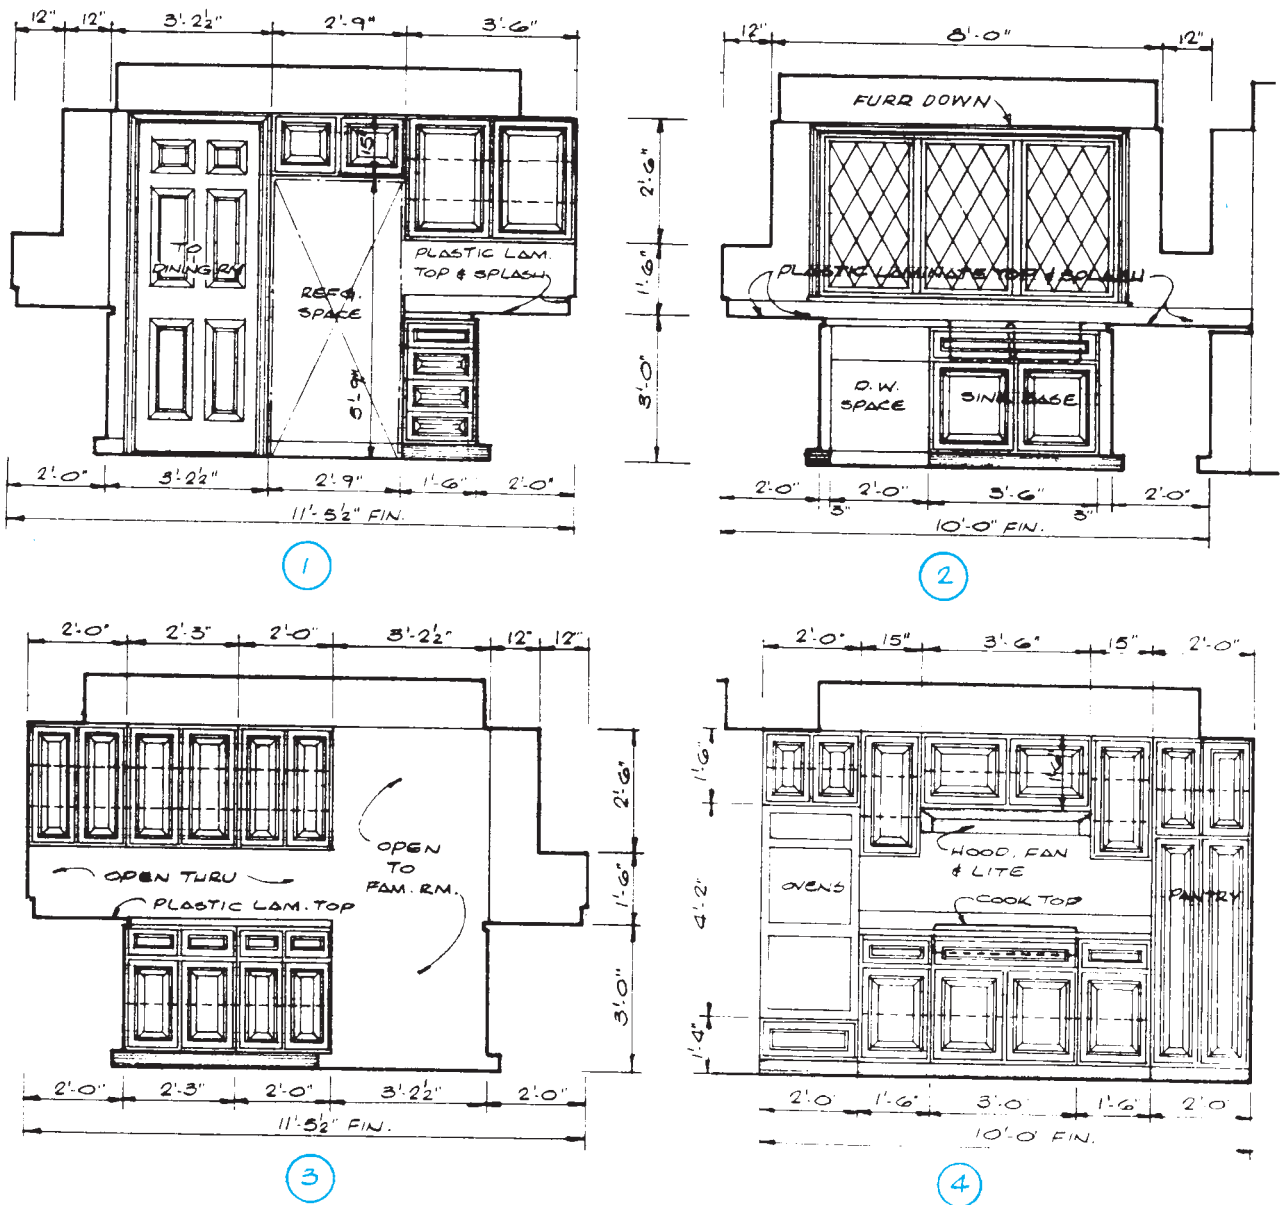 12" 12" 3'-2½" 2'-9" 3'-6"
15"
TO
DINING RM
REFG.
SPACE
PLASTIC LAM.
TOP & SPLASH
2'-0" 3'-2½" 2'-9" 1'-6" 2'-0"
11'-5½" FIN.
1
2'-6"
1'-6"
3'-0"
12" 8'-0" 12"
FURR DOWN
PLASTIC LAMINATE TOP & SPLASH
D.W.
SPACE
SINK BASE
2'-0" 3" 2'-0" 3'-6" 3" 2'-0"
10'-0" FIN.
2
2'-0" 2'-3" 2'-0" 3'-2½" 12" 12"
OPEN
TO
FAM. RM.
OPEN THRU
PLASTIC LAM. TOP
2'-6"
1'-6"
3'-0"
2'-0" 2'-3" 2'-0" 3'-2½" 2'-0"
11'-5½" FIN.
3
2'-0" 15" 3'-6" 15" 2'-0"
1'-6"
4'-2"
1'-4"
HOOD, FAN
& LITE
OVENS
COOK TOP
PANTRY
2'-0 1'-6" 3'-0 1'-6" 2'-0
10'-0' FIN.
4